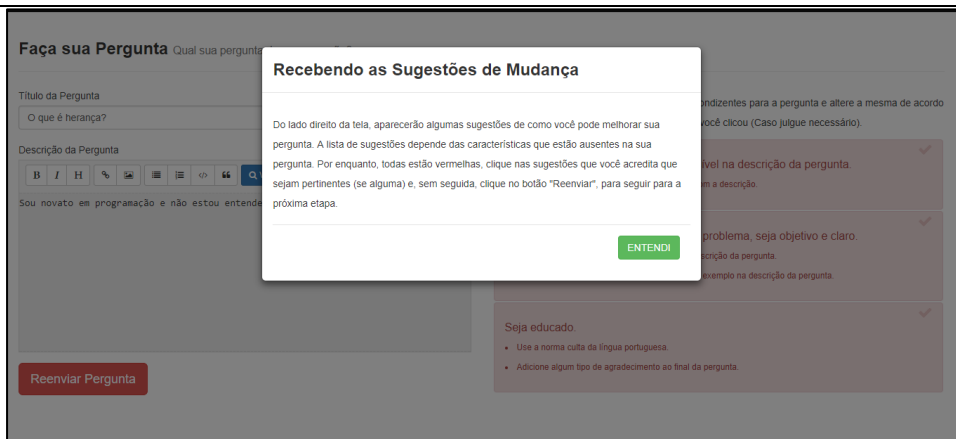 Faça sua Pergunta Qual sua pergunta
Recebendo as Sugestões de Mudança
Do lado direito da tela, aparecerão algumas sugestões de como você pode melhorar sua
pergunta. A lista de sugestões depende das características que estão ausentes na sua
pergunta. Por enquanto, todas estão vermelhas, clique nas sugestões que você acredita que
sejam pertinentes (se alguma) e, sem seguida, clique no botão "Reenviar", para seguir para a
próxima etapa.
ENTENDI
Título da Pergunta
O que é herança?
Descrição da Pergunta
B I H
Sou novato em programação e não estou
Reenviar Pergunta
para a pergunta e altere a mesma de acordo
você clicou (Caso julgue necessário).
na descrição da pergunta.
a descrição.
problema, seja objetivo e claro.
da pergunta.
exemplo na descrição da pergunta.
Seja educado.
• Use a norma culta da língua portuguesa.
• Adicione algum tipo de agradecimento ao final da pergunta.